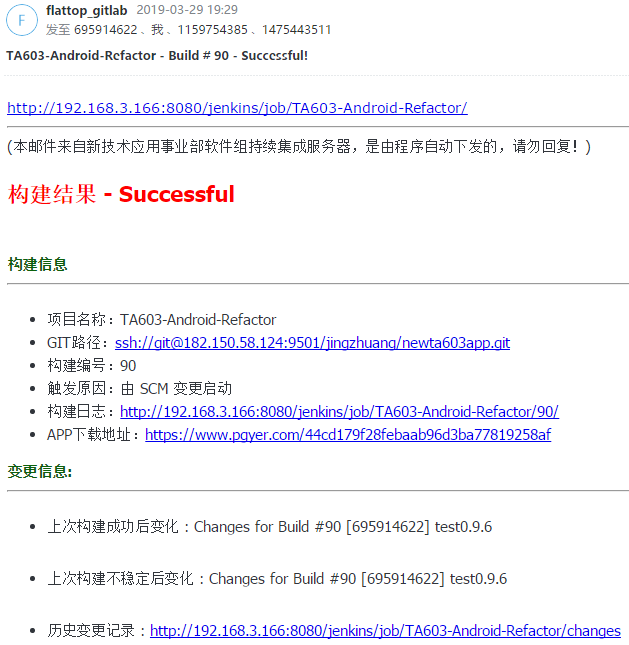 F
flattop_gitlab 2019-03-29 19:29
发至 695914622 、我 、1159754385 、1475443511
TA603-Android-Refactor - Build # 90 - Successful!
http://192.168.3.166:8080/jenkins/job/TA603-Android-Refactor/
(本邮件来自新技术应用事业部软件组持续集成服务器，是由程序自动下发的，请勿回复！)
构建结果 - Successful
构建信息
• 项目名称：TA603-Android-Refactor
• GIT路径：ssh://git@182.150.58.124:9501/jingzhuang/newta603app.git
• 构建编号：90
• 触发原因：由 SCM 变更启动
• 构建日志：http://192.168.3.166:8080/jenkins/job/TA603-Android-Refactor/90/
• APP下载地址：https://www.pgyer.com/44cd179f28febaab96d3ba77819258af
变更信息:
• 上次构建成功后变化 : Changes for Build #90 [695914622] test0.9.6
• 上次构建不稳定后变化 : Changes for Build #90 [695914622] test0.9.6
• 历史变更记录 : http://192.168.3.166:8080/jenkins/job/TA603-Android-Refactor/changes